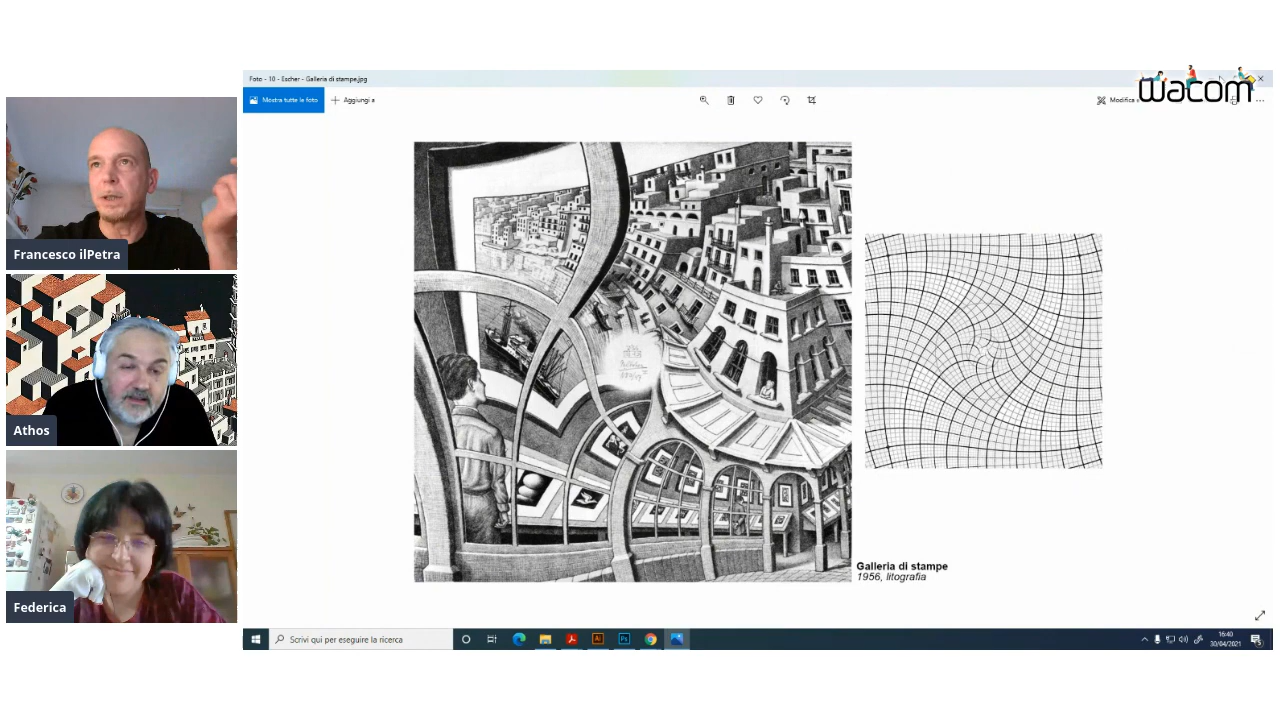 Foto - 10 - Escher - Galleria di stampe.jpg
wacom
Mostra tutte le foto
Aggiungi a
Modifica
Francesco ilPetra
Athos
Federica
Galleria di stampe
1956, litografia
Scrivi qui per eseguire la ricerca
16:40
30/04/2021